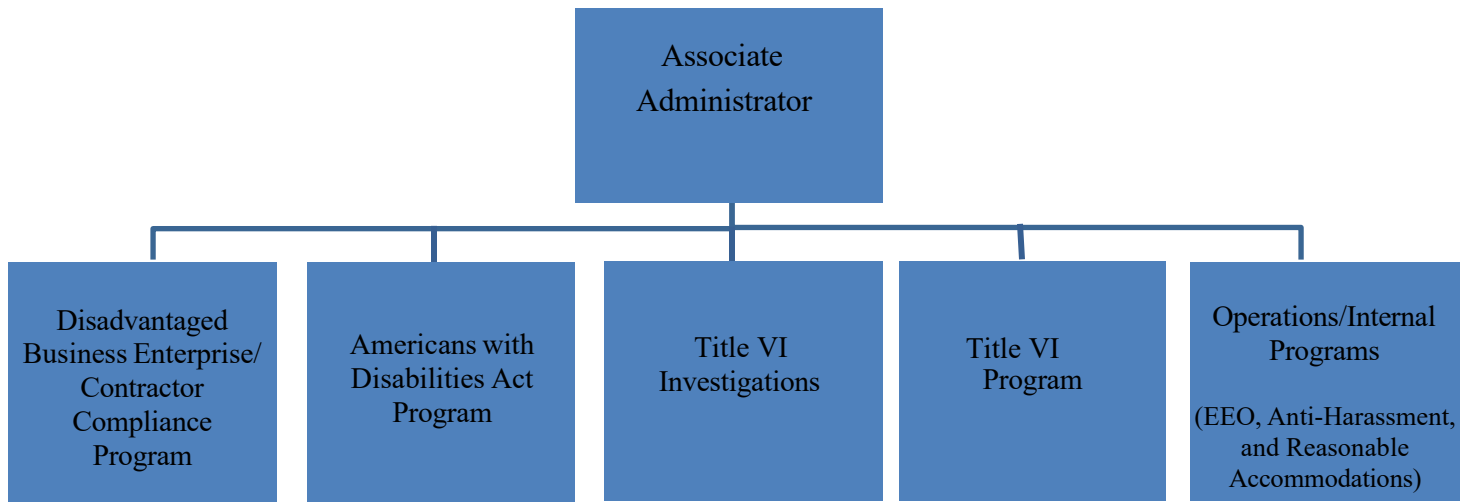 Associate
Administrator
Disadvantaged
Business Enterprise/
Contractor
Compliance
Program
Americans with
Disabilities Act
Program
Title VI
Investigations
Title VI
Program
Operations/Internal
Programs
(EEO, Anti-Harassment,
and Reasonable
Accommodations)